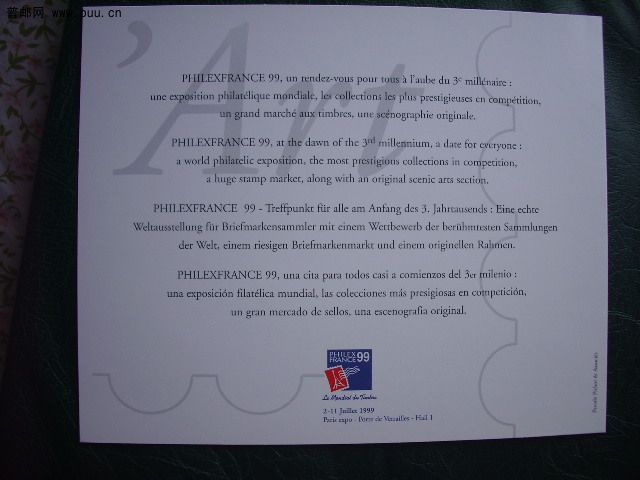 普邮网 www.puu.cn
'Art
PHILEXFRANCE 99, un rendez-vous pour tous à l'aube du 3e millénaire :
une exposition philatélique mondiale, les collections les plus prestigieuses en compétition,
un grand marché aux timbres, une scénographie originale.
PHILEXFRANCE 99, at the dawn of the 3rd millennium, a date for everyone :
a world philatelic exposition, the most prestigious collections in competition,
a huge stamp market, along with an original scenic arts section.
PHILEXFRANCE 99 - Treffpunkt für alle am Anfang des 3. Jahrtausends : Eine echte
Weltausstellung für Briefmarkensammler mit einem Wettbewerb der berühmtesten Sammlungen
der Welt, einem riesigen Briefmarkenmarkt und einem originellen Rahmen.
PHILEXFRANCE 99, una cita para todos casi a comienzos del 3er milenio :
una exposición filatélica mundial, las colecciones más presigiosas en competición,
un gran mercado de sellos, una escenografia original.
PHILEX
FRANCE 99
Le Mondial du Timbre
2-11 Juillet 1999
Paris expo - Porte de Versailles - Hall 1